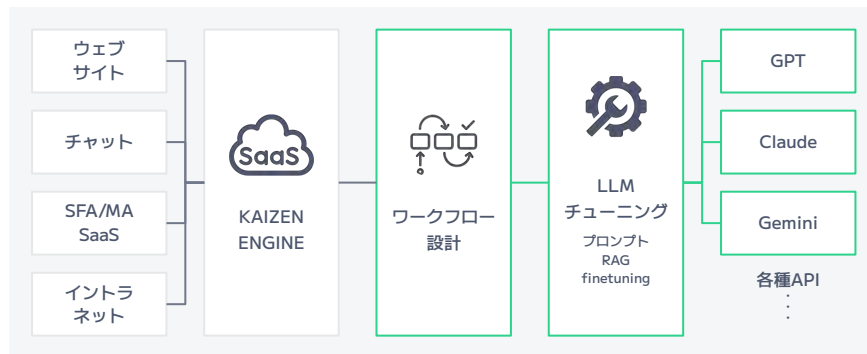 ウェブ
サイト
チャット
SFA/MA
SaaS
イントラ
ネット
SaaS
KAIZEN
ENGINE
ワークフロー
設計
LLM
チューニング
プロンプト
RAG
finetuning
GPT
Claude
Gemini
各種API